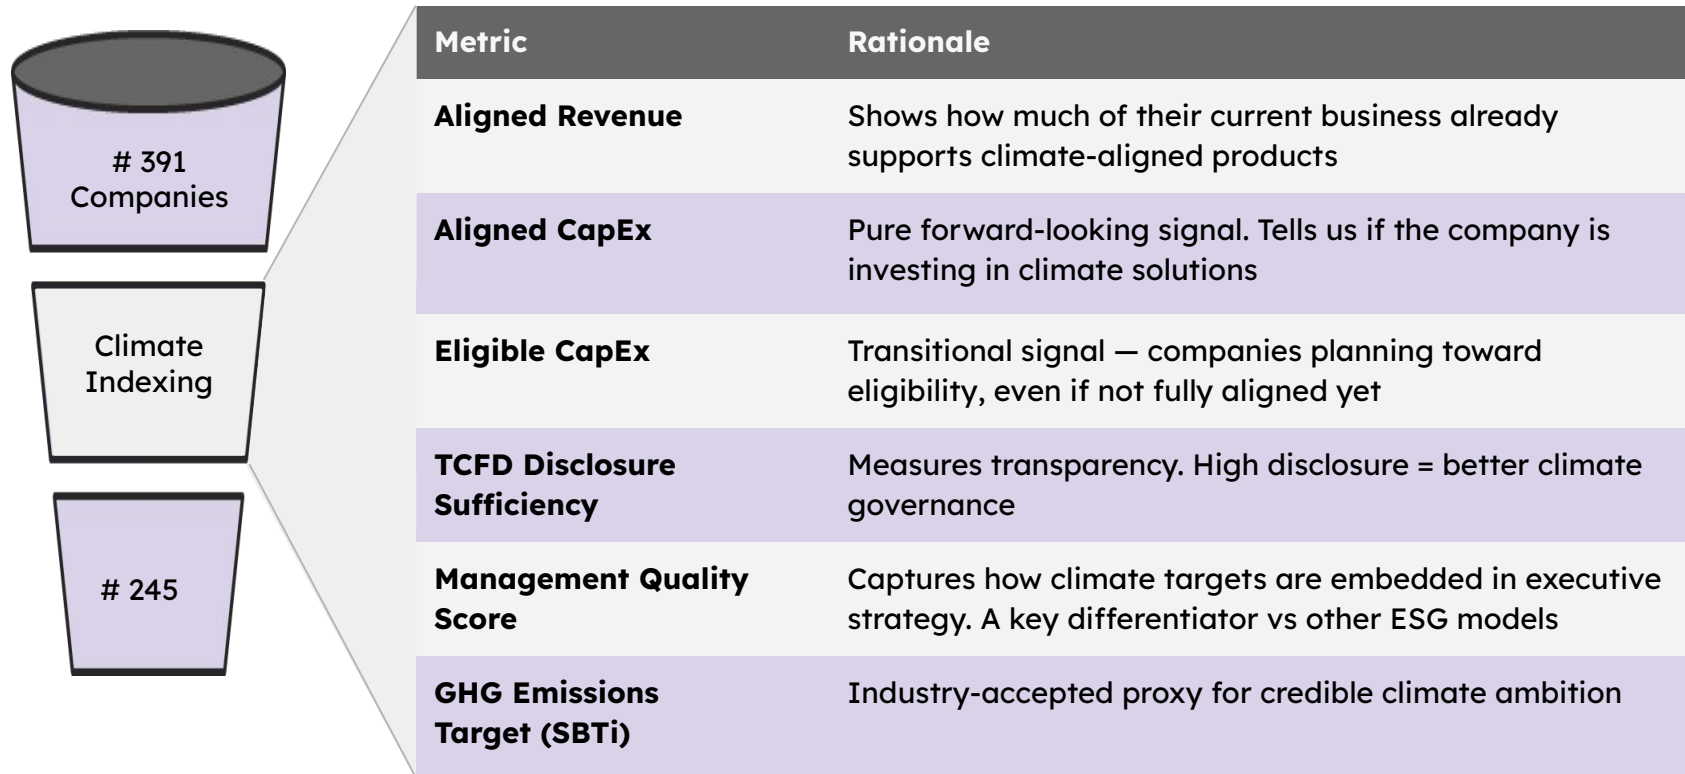 # 391
Companies
Climate
Indexing
# 245
Metric
Rationale
Aligned Revenue
Shows how much of their current business already
supports climate-aligned products
Aligned CapEx
Pure forward-looking signal. Tells us if the company is
investing in climate solutions
Eligible CapEx
Transitional signal — companies planning toward
eligibility, even if not fully aligned yet
TCFD Disclosure
Sufficiency
Measures transparency. High disclosure = better climate
governance
Management Quality
Score
Captures how climate targets are embedded in executive
strategy. A key differentiator vs other ESG models
GHG Emissions
Target (SBTi)
Industry-accepted proxy for credible climate ambition